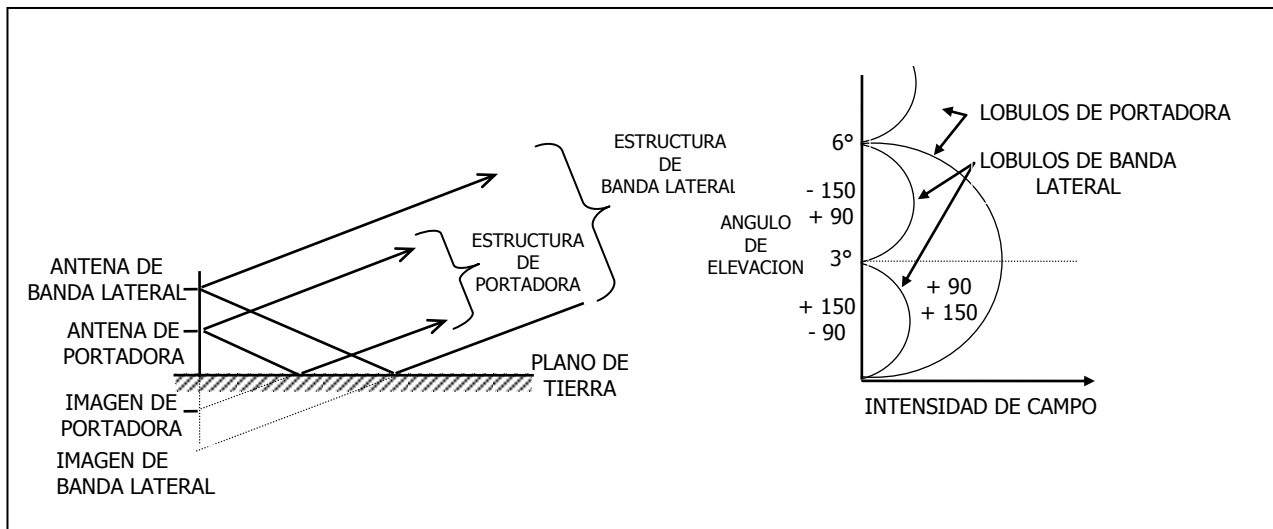 ESTRUCTURA
DE
BANDA LATERAL
ESTRUCTURA
DE
PORTADORA
ANTENA DE
BANDA LATERAL
ANTENA DE
PORTADORA
PLANO DE
TIERRA
IMAGEN DE
PORTADORA
IMAGEN DE
BANDA LATERAL
LOBULOS DE PORTADORA
6°
LOBULOS DE BANDA
LATERAL
- 150
+ 90
ANGULO
DE
ELEVACION
3°
+ 90
+ 150
+ 150
- 90
INTENSIDAD DE CAMPO